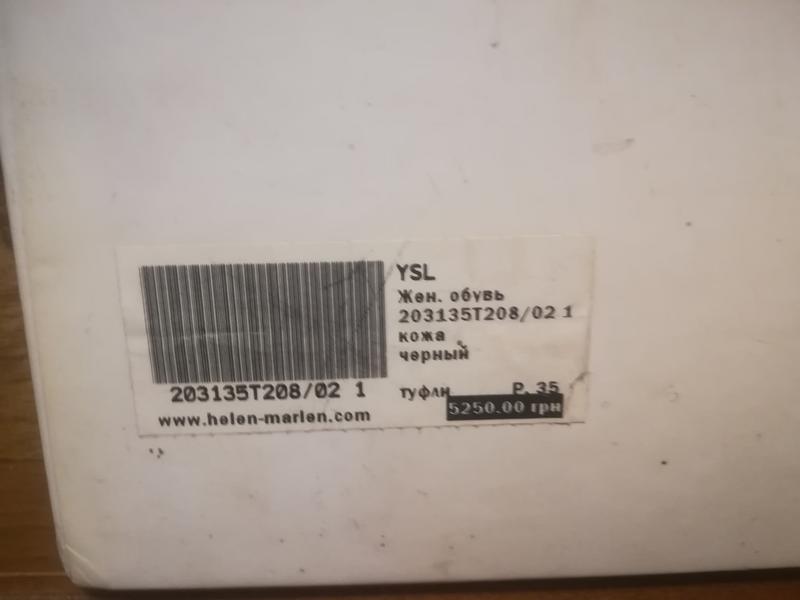 YSL
Жен. обувь
203135T208/02 1
кожа
черный
203135T208/02 1
туфли Р. 35
5250.00 грн
www.helen-marlen.com